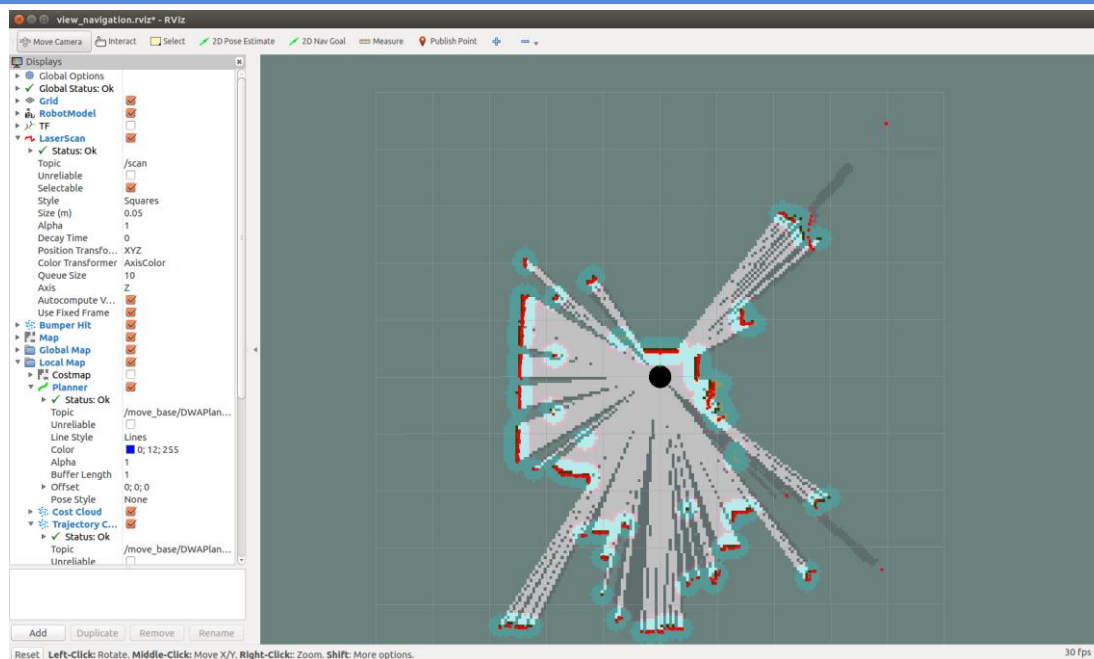 view_navigation.rviz* - RViz
Move Camera Interact Select 2D Pose Estimate 2D Nav Goal Measure Publish Point
Displays
Global Options
Global Status: Ok
Grid
RobotModel
TF
LaserScan
Status: Ok
Topic /scan
Unreliable
Selectable
Style Squares
Size (m) 0.05
Alpha 1
Decay Time 0
Position Transfo... XYZ
Color Transformer AxisColor
Queue Size 10
Axis Z
Autocompute V...
Use Fixed Frame
Bumper Hit
Map
Global Map
Local Map
Costmap
Planner
Status: Ok
Topic /move_base/DWAPlan...
Unreliable
Line Style Lines
Color 0; 12; 255
Alpha 1
Buffer Length 1
Offset 0; 0; 0
Pose Style None
Cost Cloud
Trajectory C...
Status: Ok
Topic /move_base/DWAPlan...
Unreliable
Add Duplicate Remove Rename
Reset Left-Click: Rotate. Middle-Click: Move X/Y. Right-Click:: Zoom. Shift: More options. 30 fps